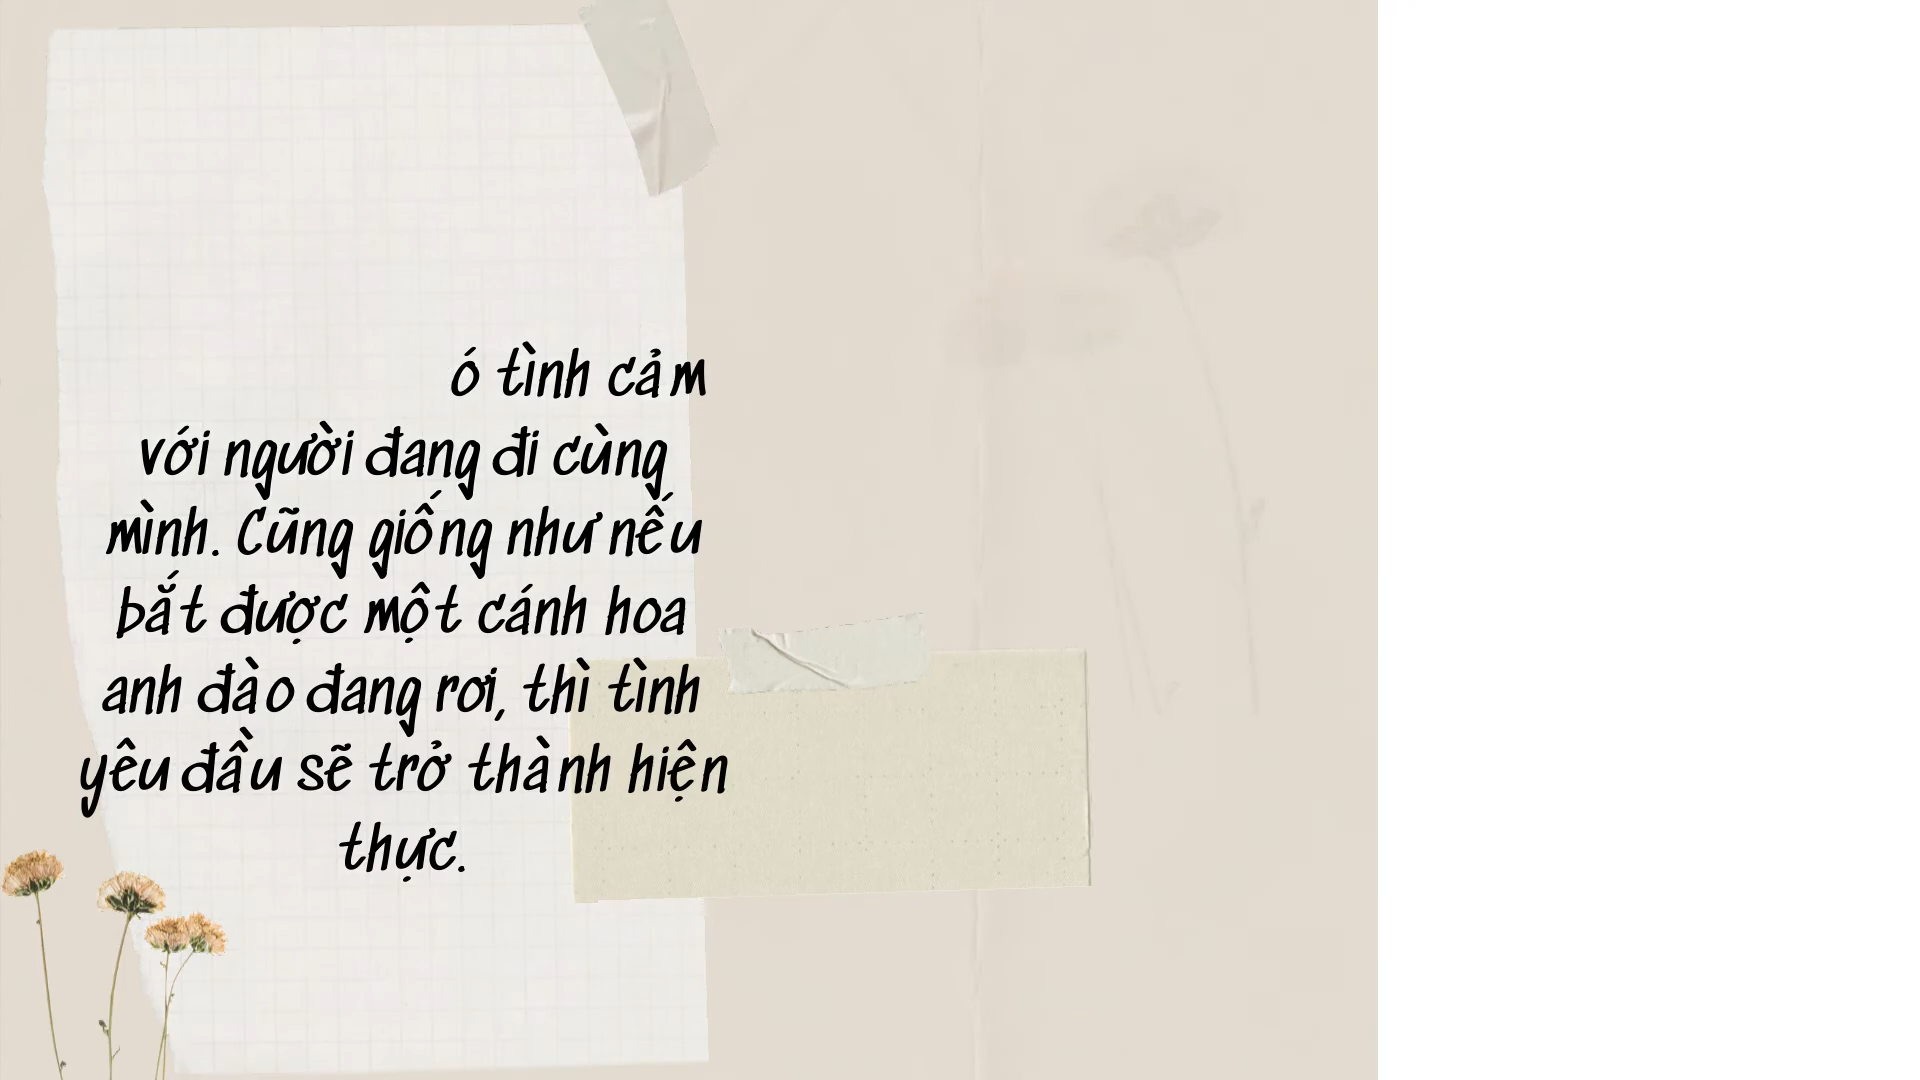 ó tình cảm
với người đang đi cùng
mình. Cũng giống như nếu
bắt được một cánh hoa
anh đào đang rơi, thì tình
yêu đầu sẽ trở thành hiện
thực.